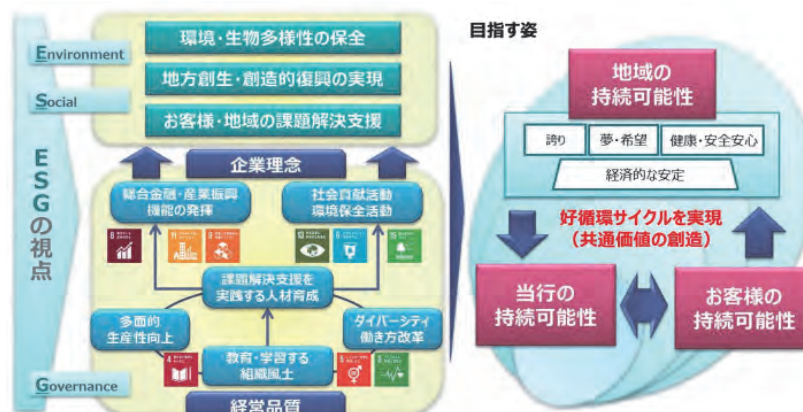 ESGの視点
Environment
Social
Governance
環境・生物多様性の保全
地方創生・創造的復興の実現
お客様・地域の課題解決支援
企業理念
総合金融・産業振興
機能の発揮
社会貢献活動
環境保全活動
8
11
9
12
6
15
課題解決支援を
実践する人材育成
多面的
生産性向上
ダイバーシティ
働き方改革
教育・学習する
組織風土
4
5
経営品質
目指す姿
地域の
持続可能性
誇り
夢・希望
健康・安全安心
経済的な安定
好循環サイクルを実現
（共通価値の創造）
当行の
持続可能性
お客様の
持続可能性